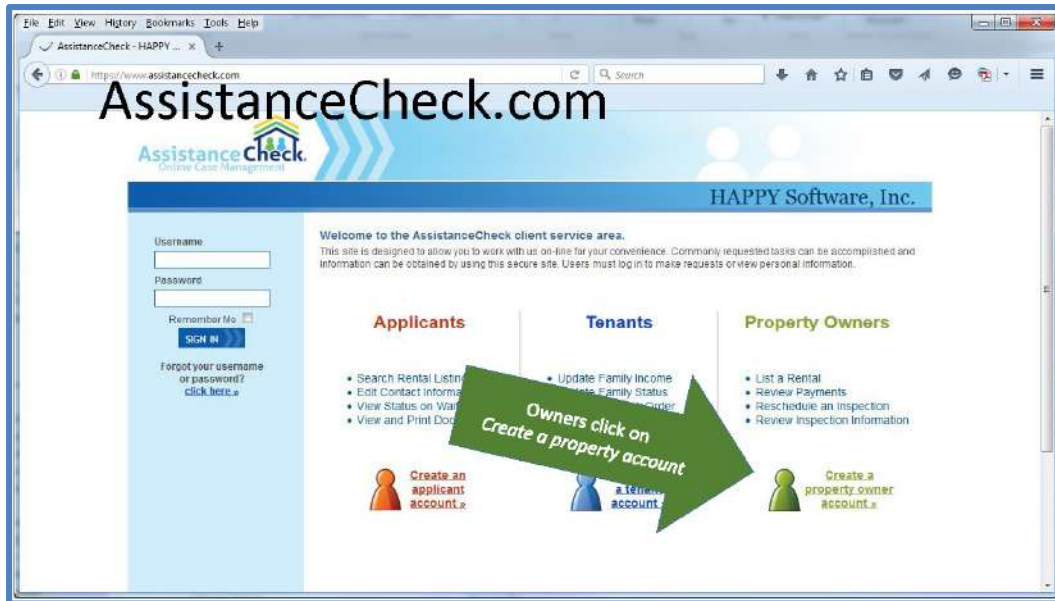 File Edit View History Bookmarks Tools Help
AssistanceCheck - HAPPY ... × +
https://www.assistancecheck.com
Search
AssistanceCheck.com
AssistanceCheck.
Online Case Management
HAPPY Software, Inc.
Username
Password
Remember Me
SIGN IN
Forgot your username
or password?
click here »
Welcome to the AssistanceCheck client service area.
This site is designed to allow you to work with us on-line for your convenience. Commonly requested tasks can be accomplished and
information can be obtained by using this secure site. Users must log in to make requests or view personal information.
Applicants
• Search Rental Listin
• Edit Contact Informa
• View Status on Wai
• View and Print Doc
Create an
applicant
account »
Tenants
• Update Family Income
Family Status
Order
a tenan
account »
Property Owners
• List a Rental
• Review Payments
• Reschedule an Inspection
• Review Inspection Information
Create a
property owner
account »
Owners click on
Create a property account